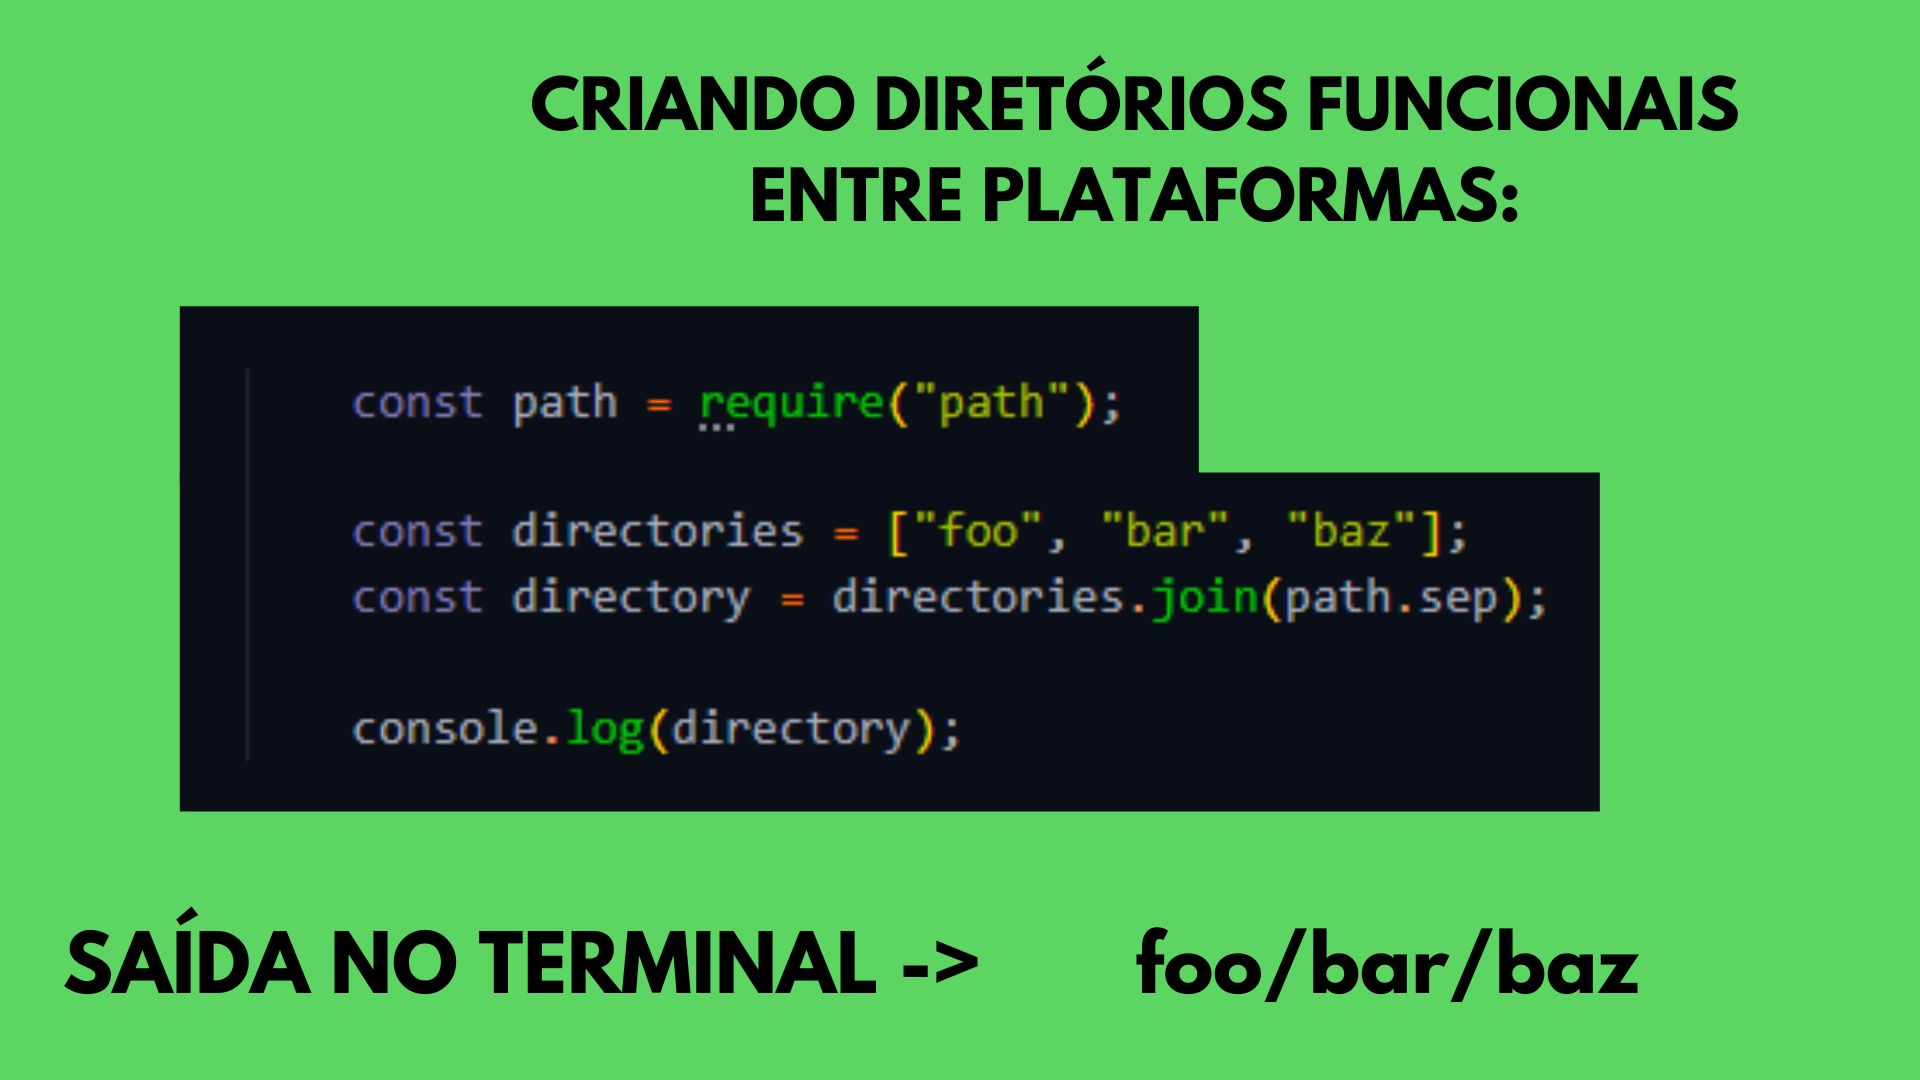 CRIANDO DIRETÓRIOS FUNCIONAIS
ENTRE PLATAFORMAS:
const path = require("path");
const directories = ["foo", "bar", "baz"];
const directory = directories.join(path.sep);
console.log(directory);
SAÍDA NO TERMINAL -> foo/bar/baz